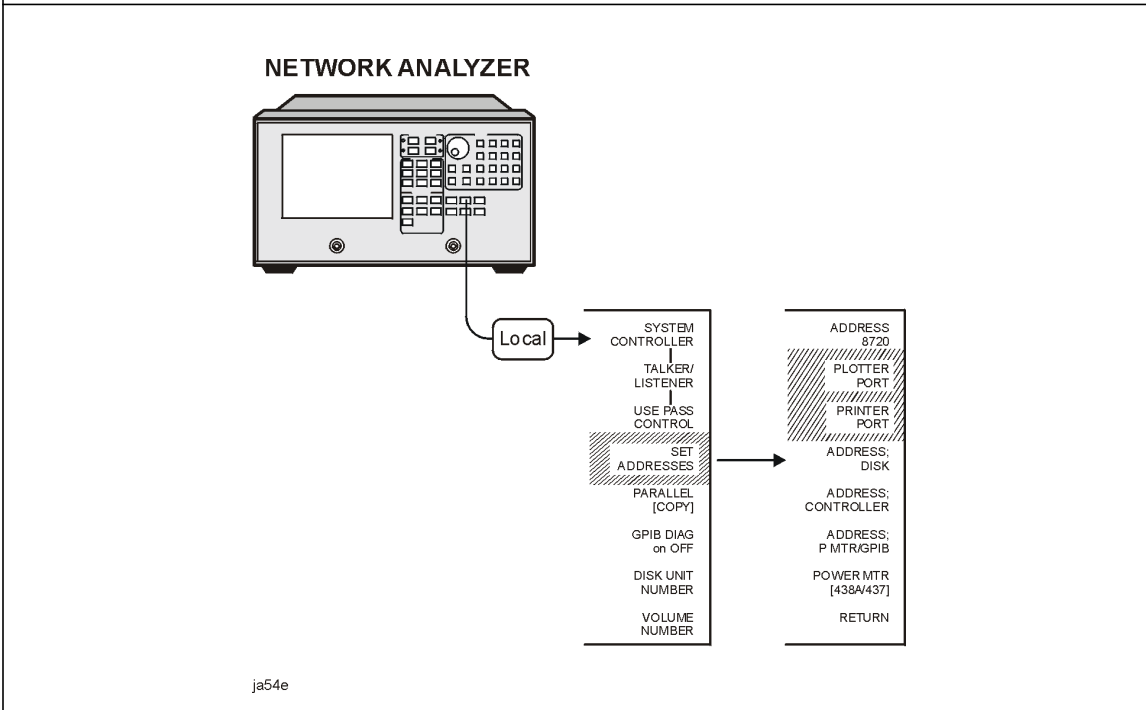 NETWORK ANALYZER
Local
SYSTEM
CONTROLLER
TALKER/
LISTENER
USE PASS
CONTROL
SET
ADDRESSES
PARALLEL
[COPY]
GPIB DIAG
on OFF
DISK UNIT
NUMBER
VOLUME
NUMBER
ADDRESS
8720
PLOTTER
PORT
PRINTER
PORT
ADDRESS;
DISK
ADDRESS;
CONTROLLER
ADDRESS;
P MTR/GPIB
POWER MTR
[438A/437]
RETURN
ja54e